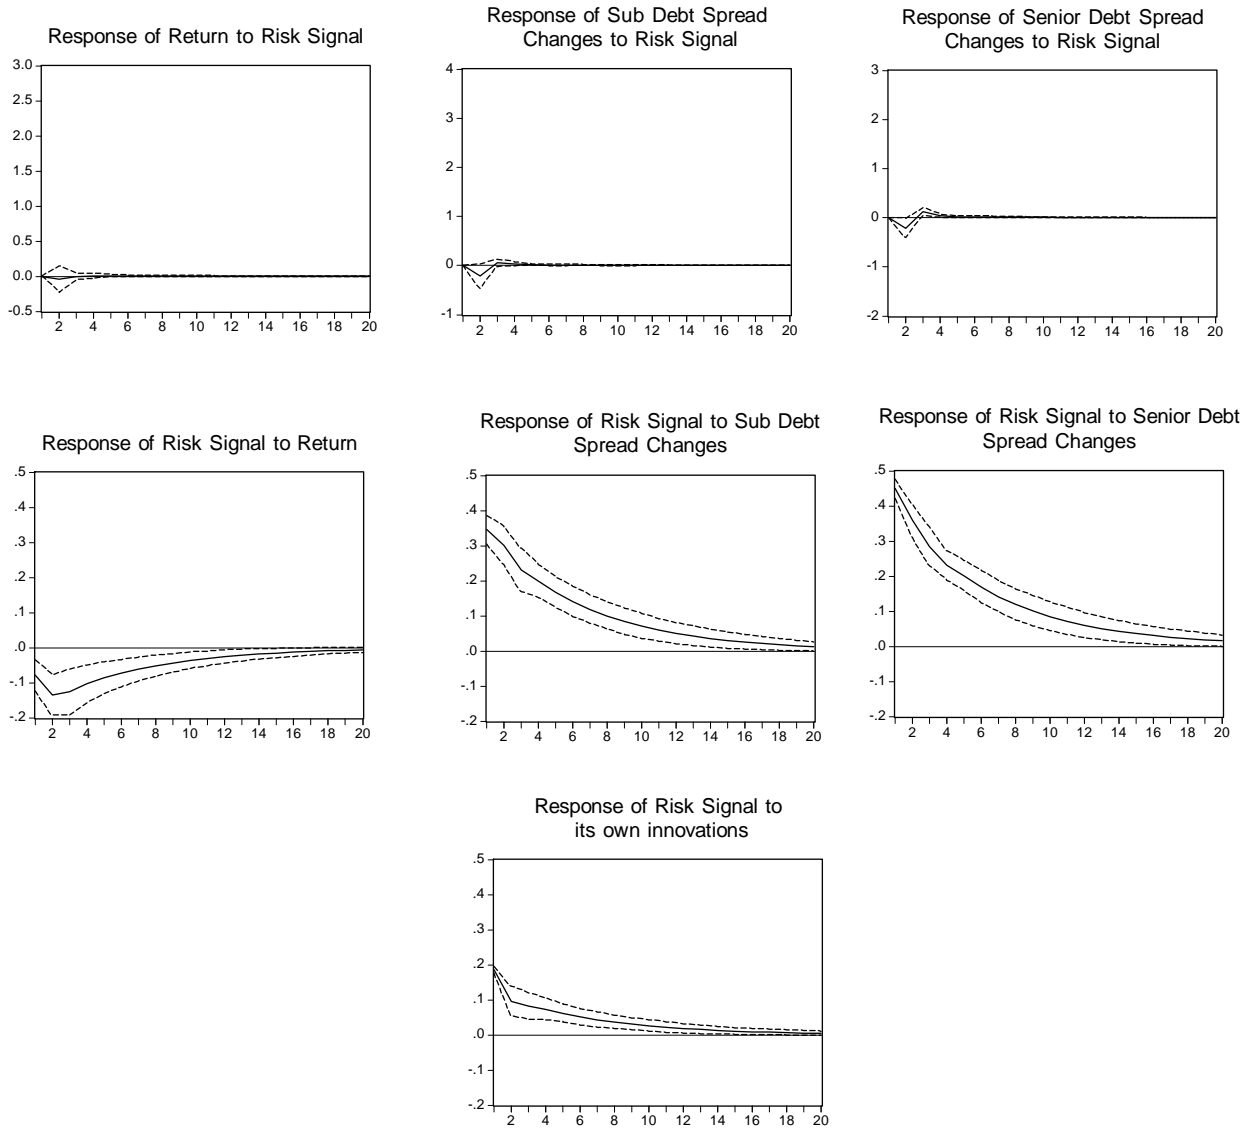 Response of Return to Risk Signal
3.0
2.5
2.0
1.5
1.0
0.5
0.0
-0.5
2 4 6 8 10 12 14 16 18 20
Response of Sub Debt Spread
Changes to Risk Signal
4
3
2
1
0
-1
2 4 6 8 10 12 14 16 18 20
Response of Senior Debt Spread
Changes to Risk Signal
3
2
1
0
-1
-2
2 4 6 8 10 12 14 16 18 20
Response of Risk Signal to Return
.5
.4
.3
.2
.1
.0
-.1
-.2
2 4 6 8 10 12 14 16 18 20
Response of Risk Signal to Sub Debt
Spread Changes
.5
.4
.3
.2
.1
.0
-.1
-.2
2 4 6 8 10 12 14 16 18 20
Response of Risk Signal to Senior Debt
Spread Changes
.5
.4
.3
.2
.1
.0
-.1
-.2
2 4 6 8 10 12 14 16 18 20
Response of Risk Signal to
its own innovations
.5
.4
.3
.2
.1
.0
-.1
-.2
2 4 6 8 10 12 14 16 18 20